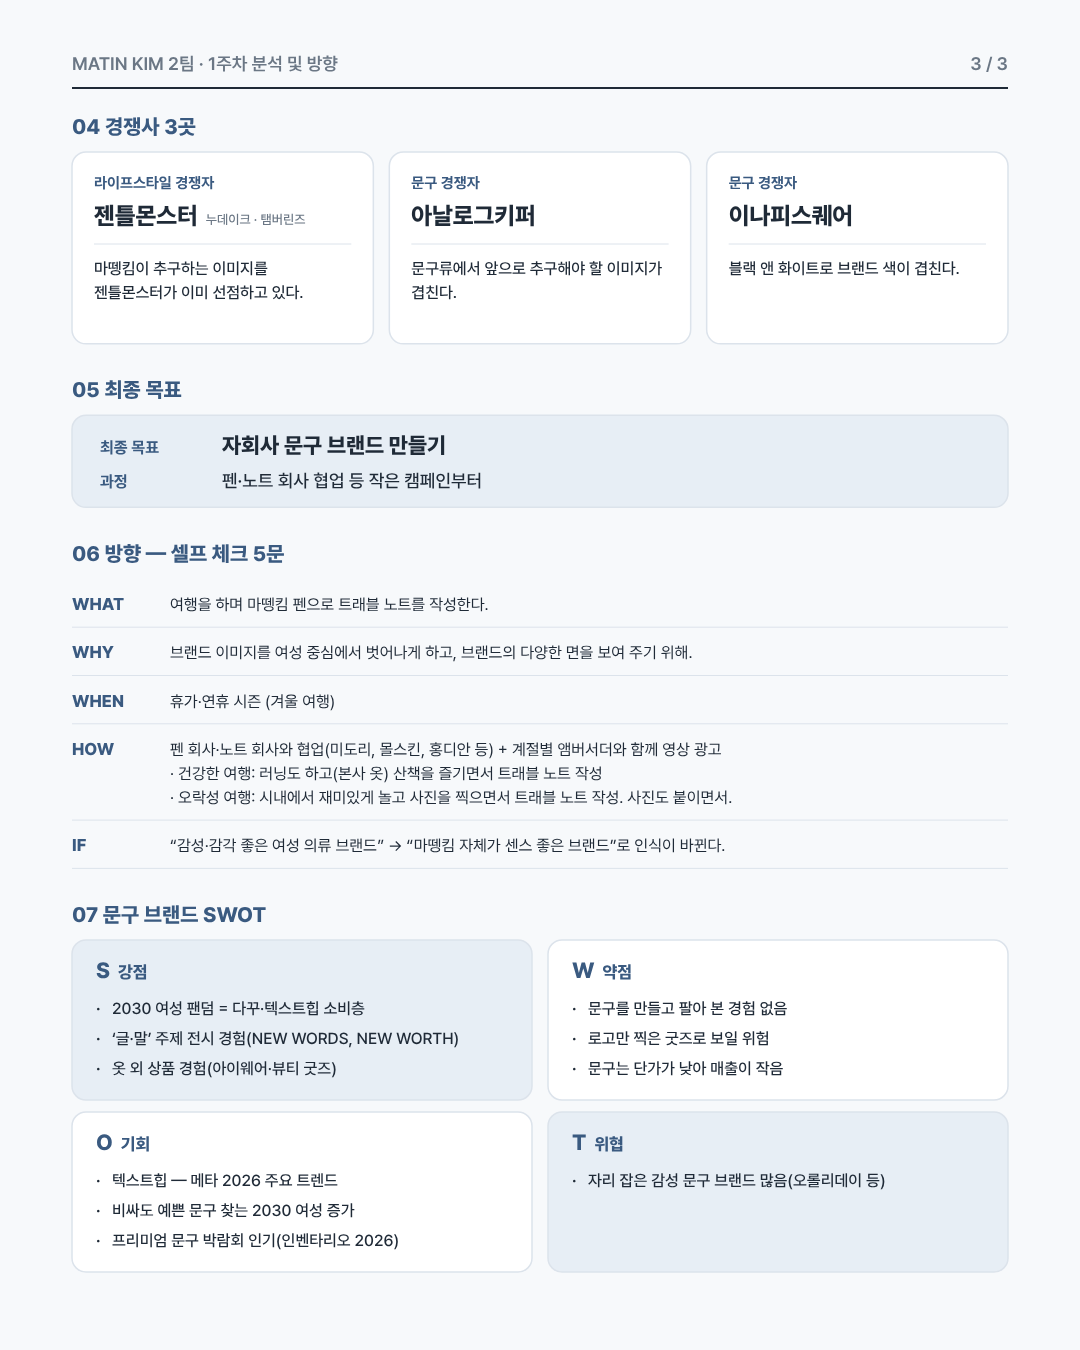 MATIN KIM 2팀 · 1주차 분석 및 방향
3 / 3
04 경쟁사 3곳
라이프스타일 경쟁자
젠틀몬스터 누데이크 · 탬버린즈
마뗑킴이 추구하는 이미지를
젠틀몬스터가 이미 선점하고 있다.
문구 경쟁자
아날로그키퍼
문구류에서 앞으로 추구해야 할 이미지가
겹친다.
문구 경쟁자
이나피스퀘어
블랙 앤 화이트로 브랜드 색이 겹친다.
05 최종 목표
최종 목표 자회사 문구 브랜드 만들기
과정 펜·노트 회사 협업 등 작은 캠페인부터
06 방향 — 셀프 체크 5문
WHAT 여행을 하며 마뗑킴 펜으로 트래블 노트를 작성한다.
WHY 브랜드 이미지를 여성 중심에서 벗어나게 하고, 브랜드의 다양한 면을 보여 주기 위해.
WHEN 휴가·연휴 시즌 (겨울 여행)
HOW 펜 회사·노트 회사와 협업(미도리, 몰스킨, 홍디안 등) + 계절별 앰버서더와 함께 영상 광고
· 건강한 여행: 러닝도 하고(본사 옷) 산책을 즐기면서 트래블 노트 작성
· 오락성 여행: 시내에서 재미있게 놀고 사진을 찍으면서 트래블 노트 작성. 사진도 붙이면서.
IF “감성·감각 좋은 여성 의류 브랜드” → “마뗑킴 자체가 센스 좋은 브랜드”로 인식이 바뀐다.
07 문구 브랜드 SWOT
S 강점
· 2030 여성 팬덤 = 다꾸·텍스트힙 소비층
· ‘글·말’ 주제 전시 경험(NEW WORDS, NEW WORTH)
· 옷 외 상품 경험(아이웨어·뷰티 굿즈)
W 약점
· 문구를 만들고 팔아 본 경험 없음
· 로고만 찍은 굿즈로 보일 위험
· 문구는 단가가 낮아 매출이 작음
O 기회
· 텍스트힙 — 메타 2026 주요 트렌드
· 비싸도 예쁜 문구 찾는 2030 여성 증가
· 프리미엄 문구 박람회 인기(인벤타리오 2026)
T 위협
· 자리 잡은 감성 문구 브랜드 많음(오롤리데이 등)